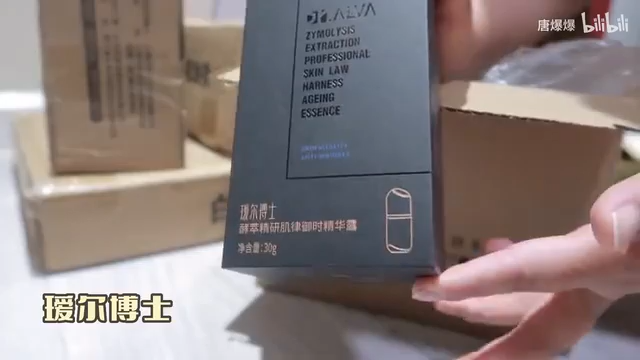 唐爆爆 bilibili
DR.ALVA
ZYMOLYSIS
EXTRACTION
PROFESSIONAL
SKIN LAW
HARNESS
AGEING
ESSENCE
瑷尔博士
酵萃精研肌律御时精华露
净含量:30g
瑷尔博士